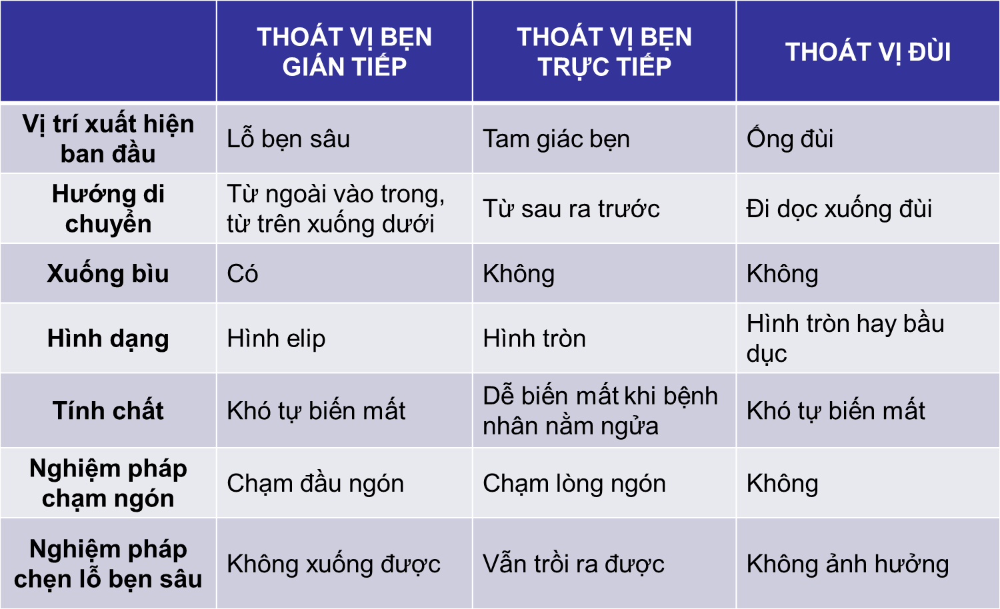 THOÁT VỊ BẸN
GIÁN TIẾP
THOÁT VỊ BẸN
TRỰC TIẾP
THOÁT VỊ ĐÙI
Vị trí xuất hiện
ban đầu
Lỗ bẹn sâu
Tam giác bẹn
Ống đùi
Hướng di
chuyển
Từ ngoài vào trong,
từ trên xuống dưới
Từ sau ra trước
Đi dọc xuống đùi
Xuống bìu
Có
Không
Không
Hình dạng
Hình elip
Hình tròn
Hình tròn hay bầu
dục
Tính chất
Khó tự biến mất
Dễ biến mất khi bệnh
nhân nằm ngửa
Khó tự biến mất
Nghiệm pháp
chạm ngón
Chạm đầu ngón
Chạm lòng ngón
Không
Nghiệm pháp
chẹn lỗ bẹn sâu
Không xuống được
Vẫn trồi ra được
Không ảnh hưởng